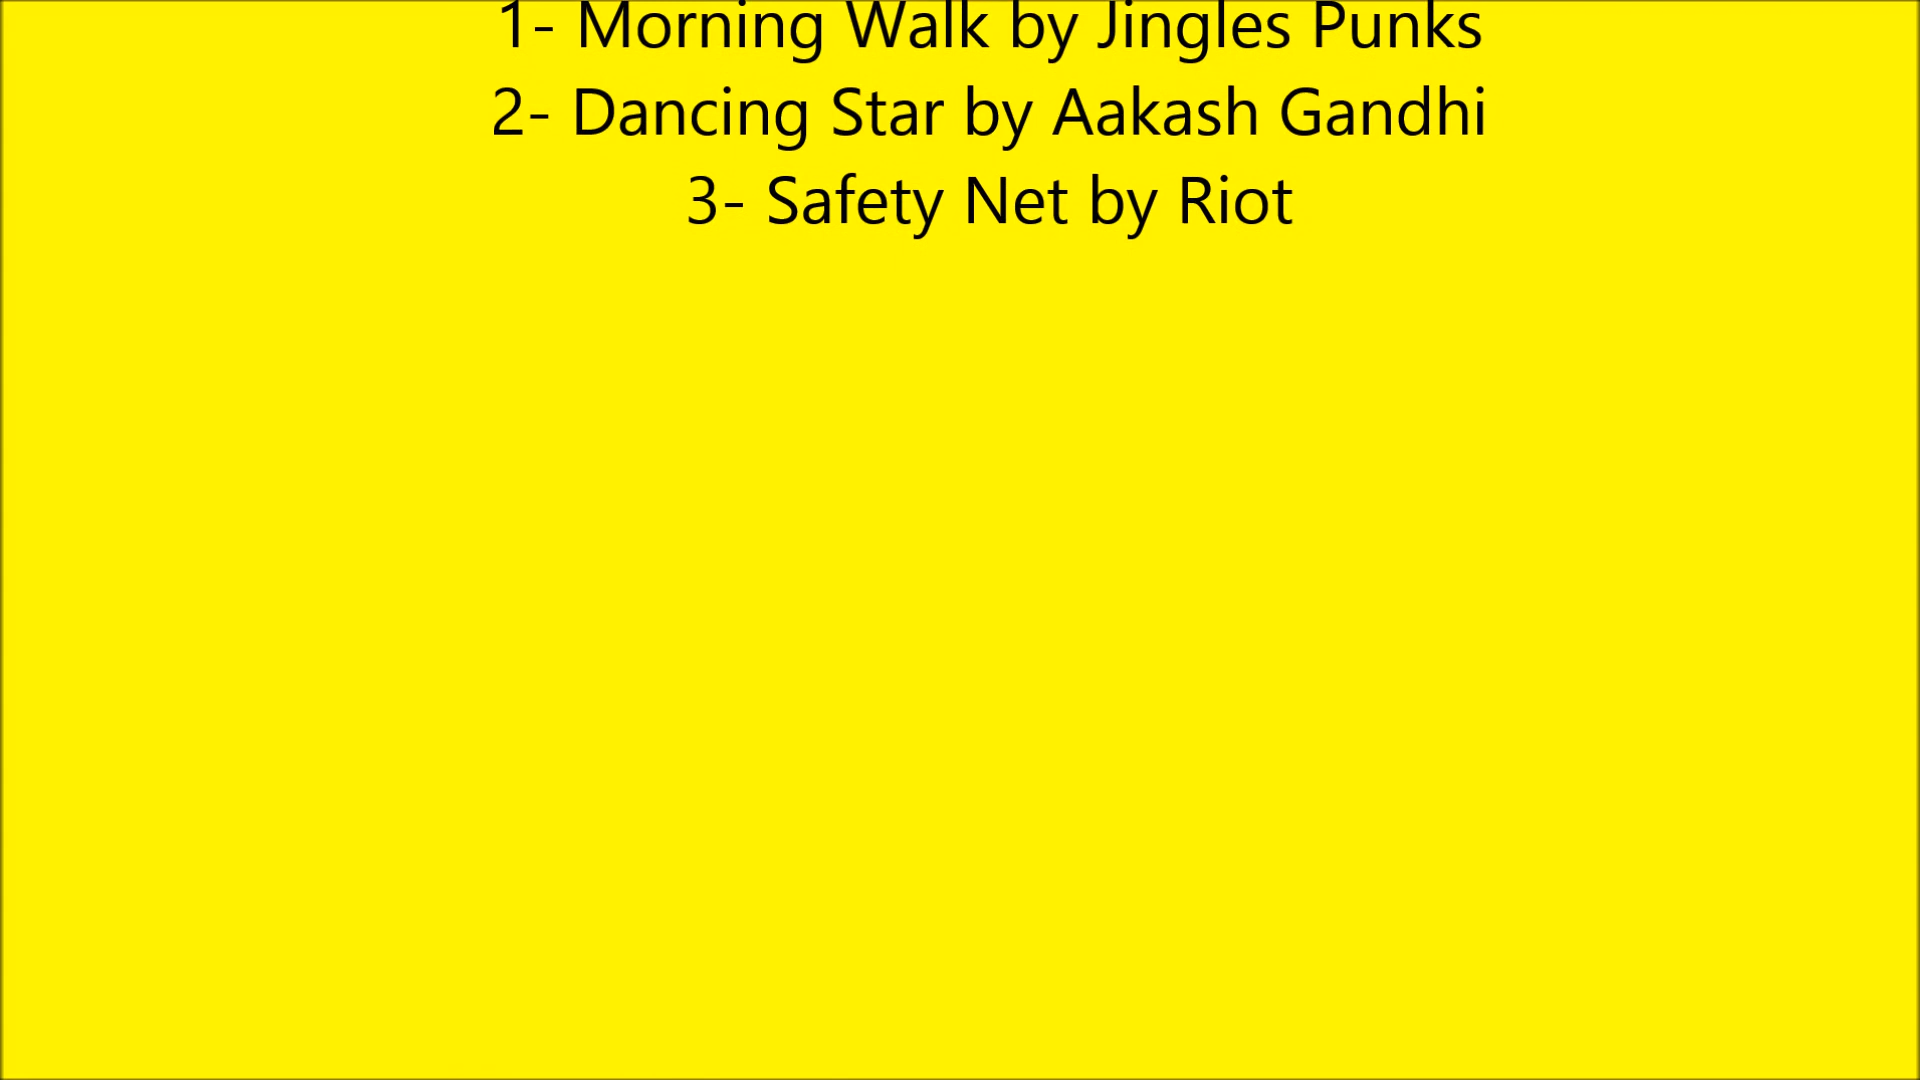 1- Morning Walk by Jingles Punks
2- Dancing Star by Aakash Gandhi
3- Safety Net by Riot